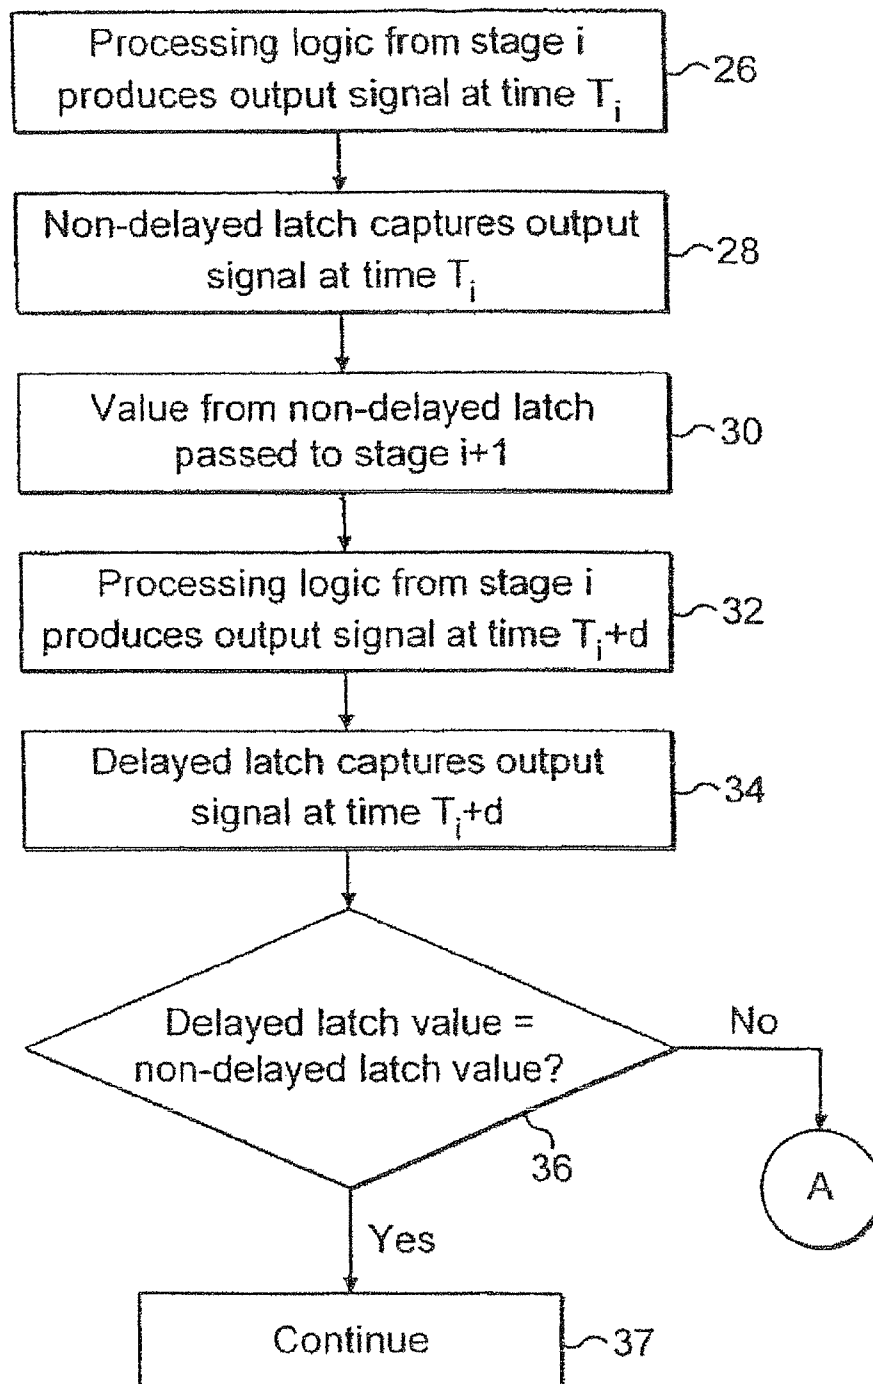 Processing logic from stage i
produces output signal at time Ti
26
Non-delayed latch captures output
signal at time Ti
28
Value from non-delayed latch
passed to stage i+1
30
Processing logic from stage i
produces output signal at time Ti+d
32
Delayed latch captures output
signal at time Ti+d
34
Delayed latch value =
non-delayed latch value?
36
No
A
Yes
Continue
37